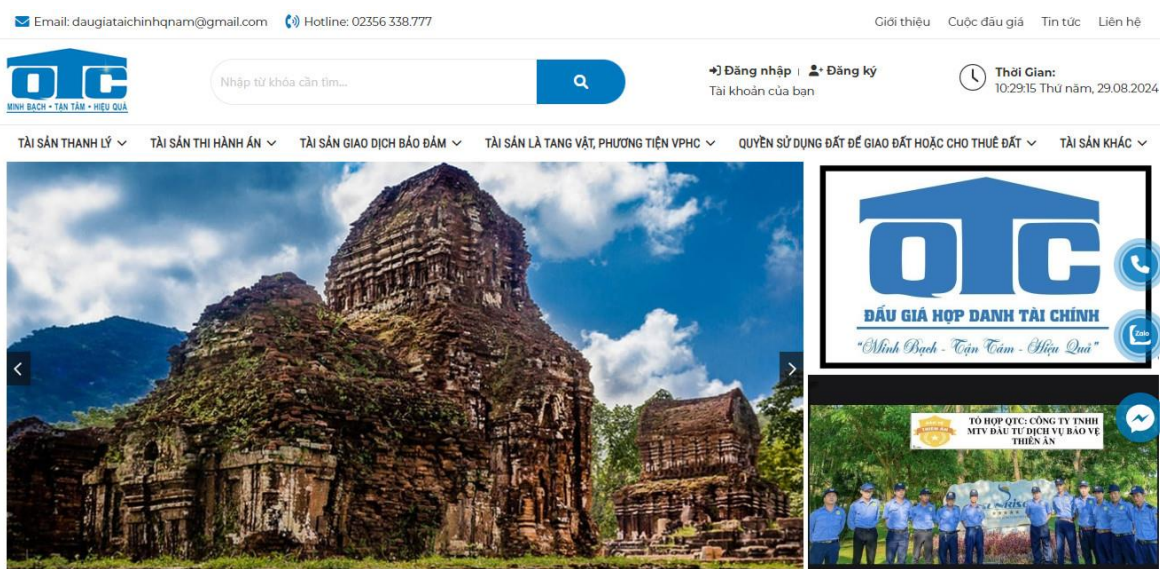 Email: daugiataichinhqnam@gmail.com
Hotline: 02356 338.777
Giới thiệu
Cuộc đấu giá
Tin tức
Liên hệ
QTC
MINH BẠCH • TẬN TÂM • HIỆU QUẢ
Nhập từ khóa cần tìm...
Đăng nhập | Đăng ký
Tài khoản của bạn
Thời Gian:
10:29:15 Thứ năm, 29.08.2024
TÀI SẢN THANH LÝ
TÀI SẢN THI HÀNH ÁN
TÀI SẢN GIAO DỊCH BẢO ĐẢM
TÀI SẢN LÀ TANG VẬT, PHƯƠNG TIỆN VPHC
QUYỀN SỬ DỤNG ĐẤT ĐỂ GIAO ĐẤT HOẶC CHO THUÊ ĐẤT
TÀI SẢN KHÁC
QTC
ĐẤU GIÁ HỢP DANH TÀI CHÍNH
"Minh Bạch - Tận Tâm - Hiệu Quả"
Zalo
TỔ HỢP QTC: CÔNG TY TNHH
MTV ĐẦU TƯ DỊCH VỤ BẢO VỆ
THIÊN ÂN
THIÊN ÂN